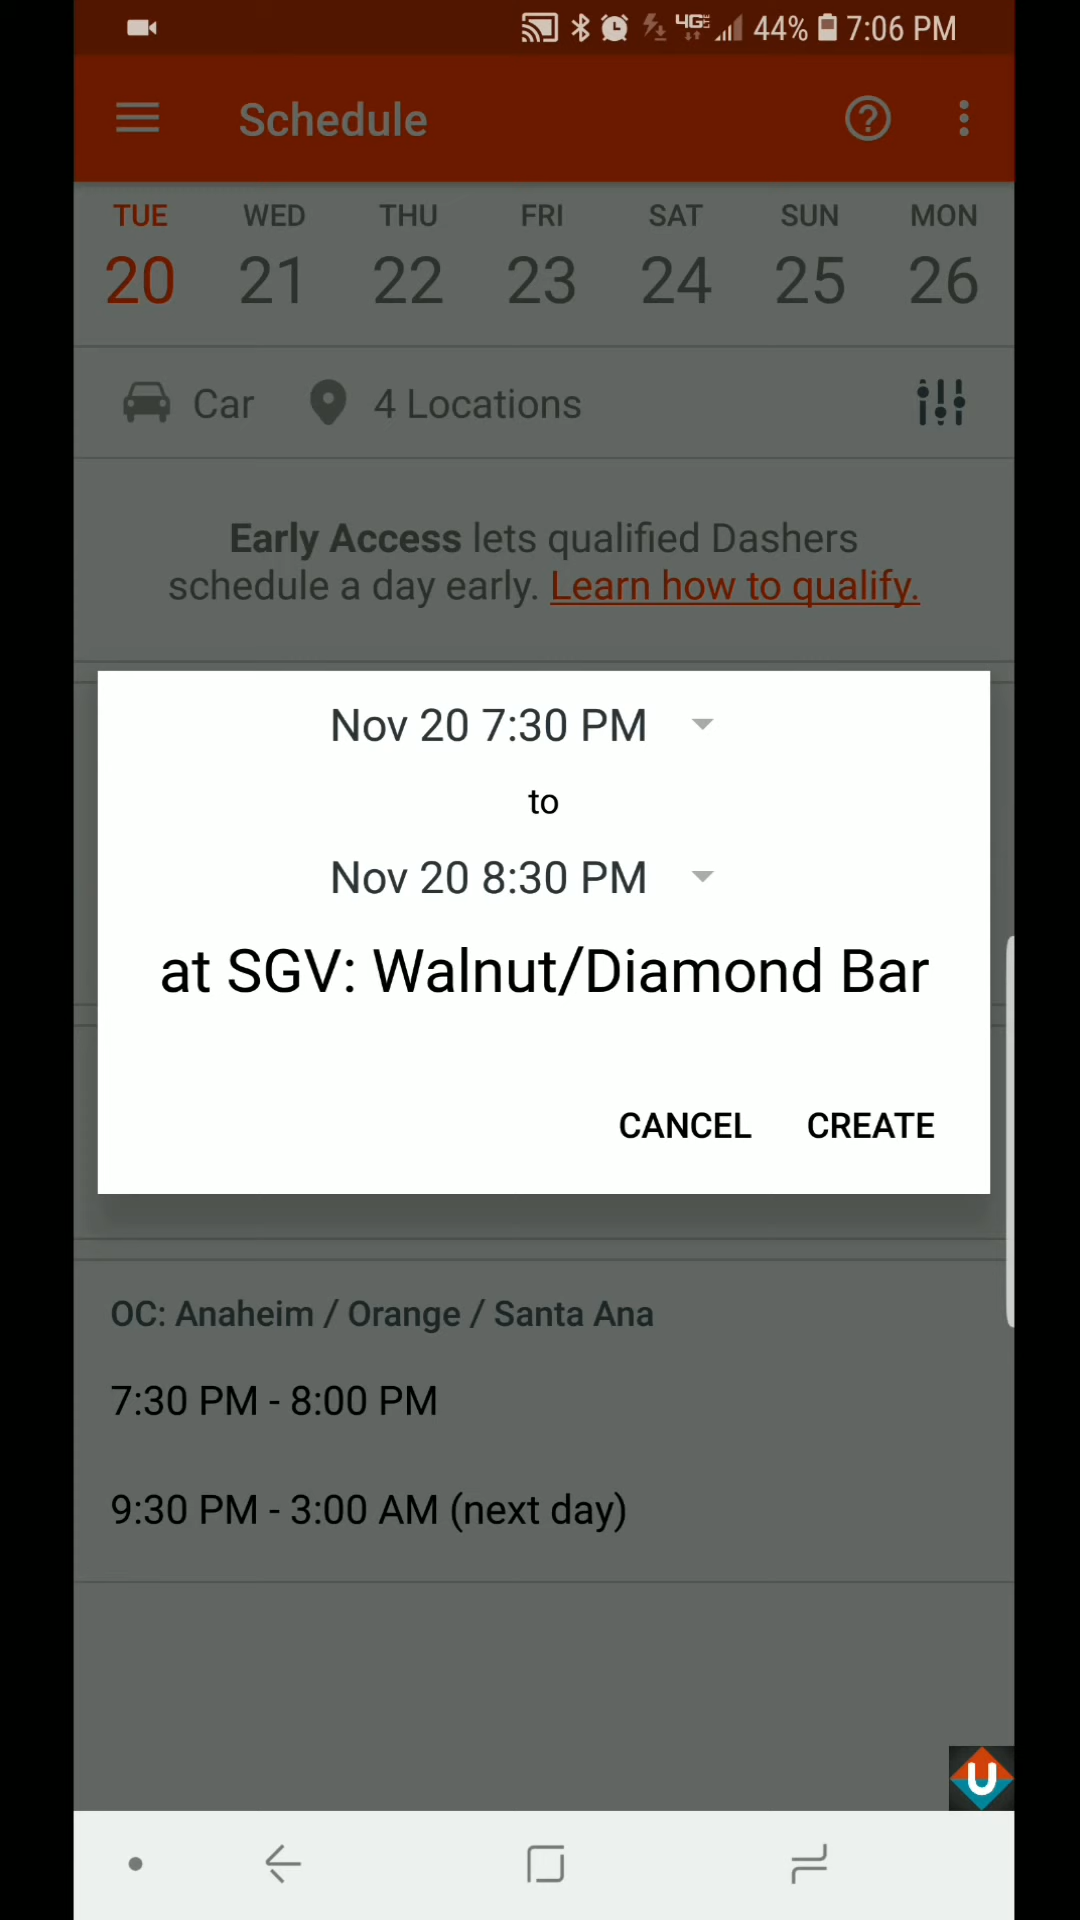 4G LTE 44% 7:06 PM
Schedule
TUE WED THU FRI SAT SUN MON
20 21 22 23 24 25 26
Car 4 Locations
Early Access lets qualified Dashers
schedule a day early. Learn how to qualify.
Nov 20 7:30 PM
to
Nov 20 8:30 PM
at SGV: Walnut/Diamond Bar
CANCEL CREATE
OC: Anaheim / Orange / Santa Ana
7:30 PM - 8:00 PM
9:30 PM - 3:00 AM (next day)
U